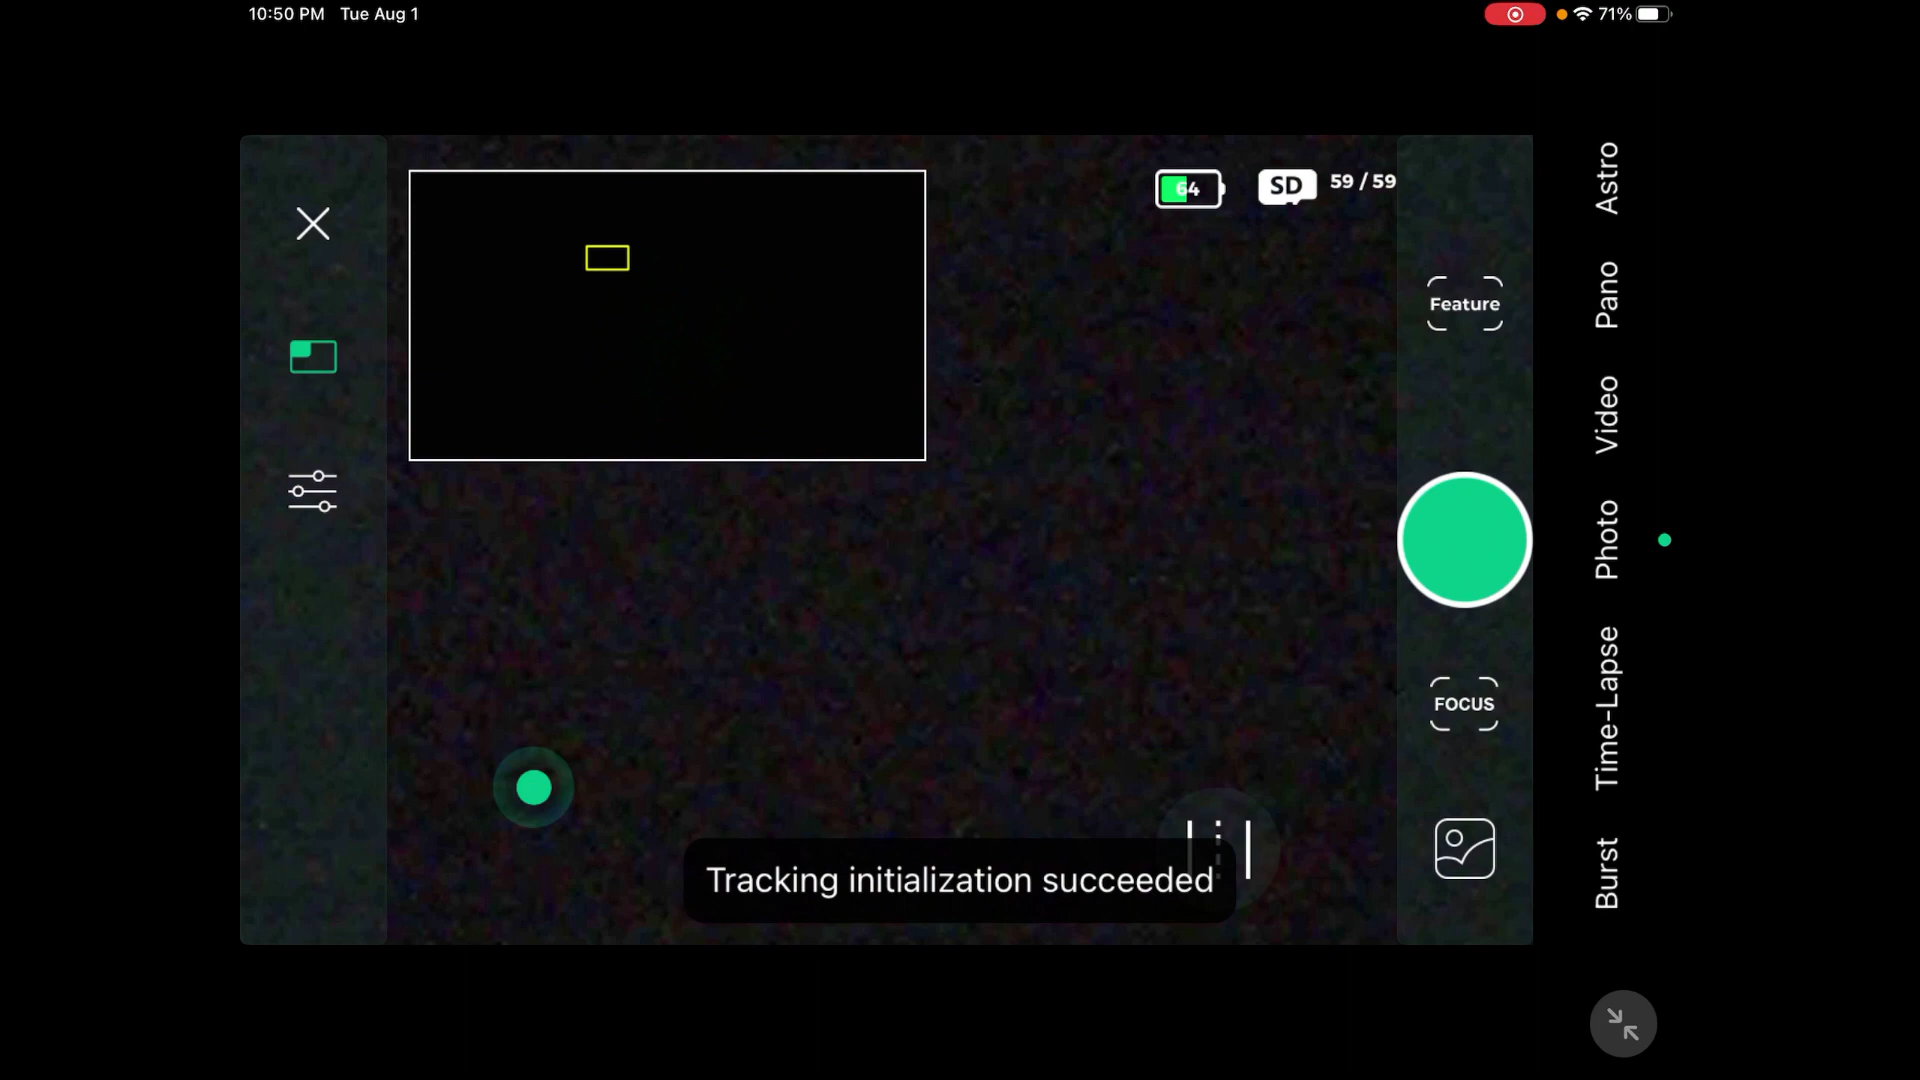 10:50 PM Tue Aug 1
71%
64
SD
59 / 59
Feature
FOCUS
Astro
Pano
Video
Photo
Time-Lapse
Burst
Tracking initialization succeeded